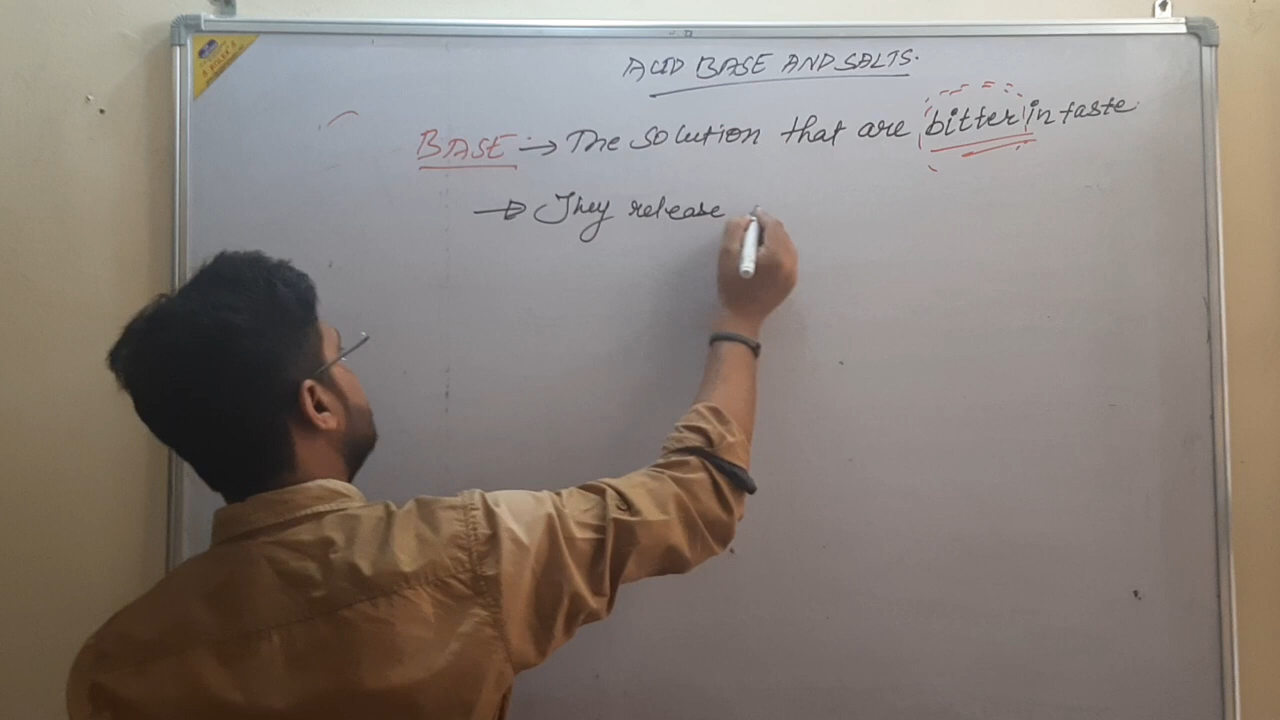 ACID BASE AND SALTS.
BASE :→ The solution that are bitter in taste
→ They release